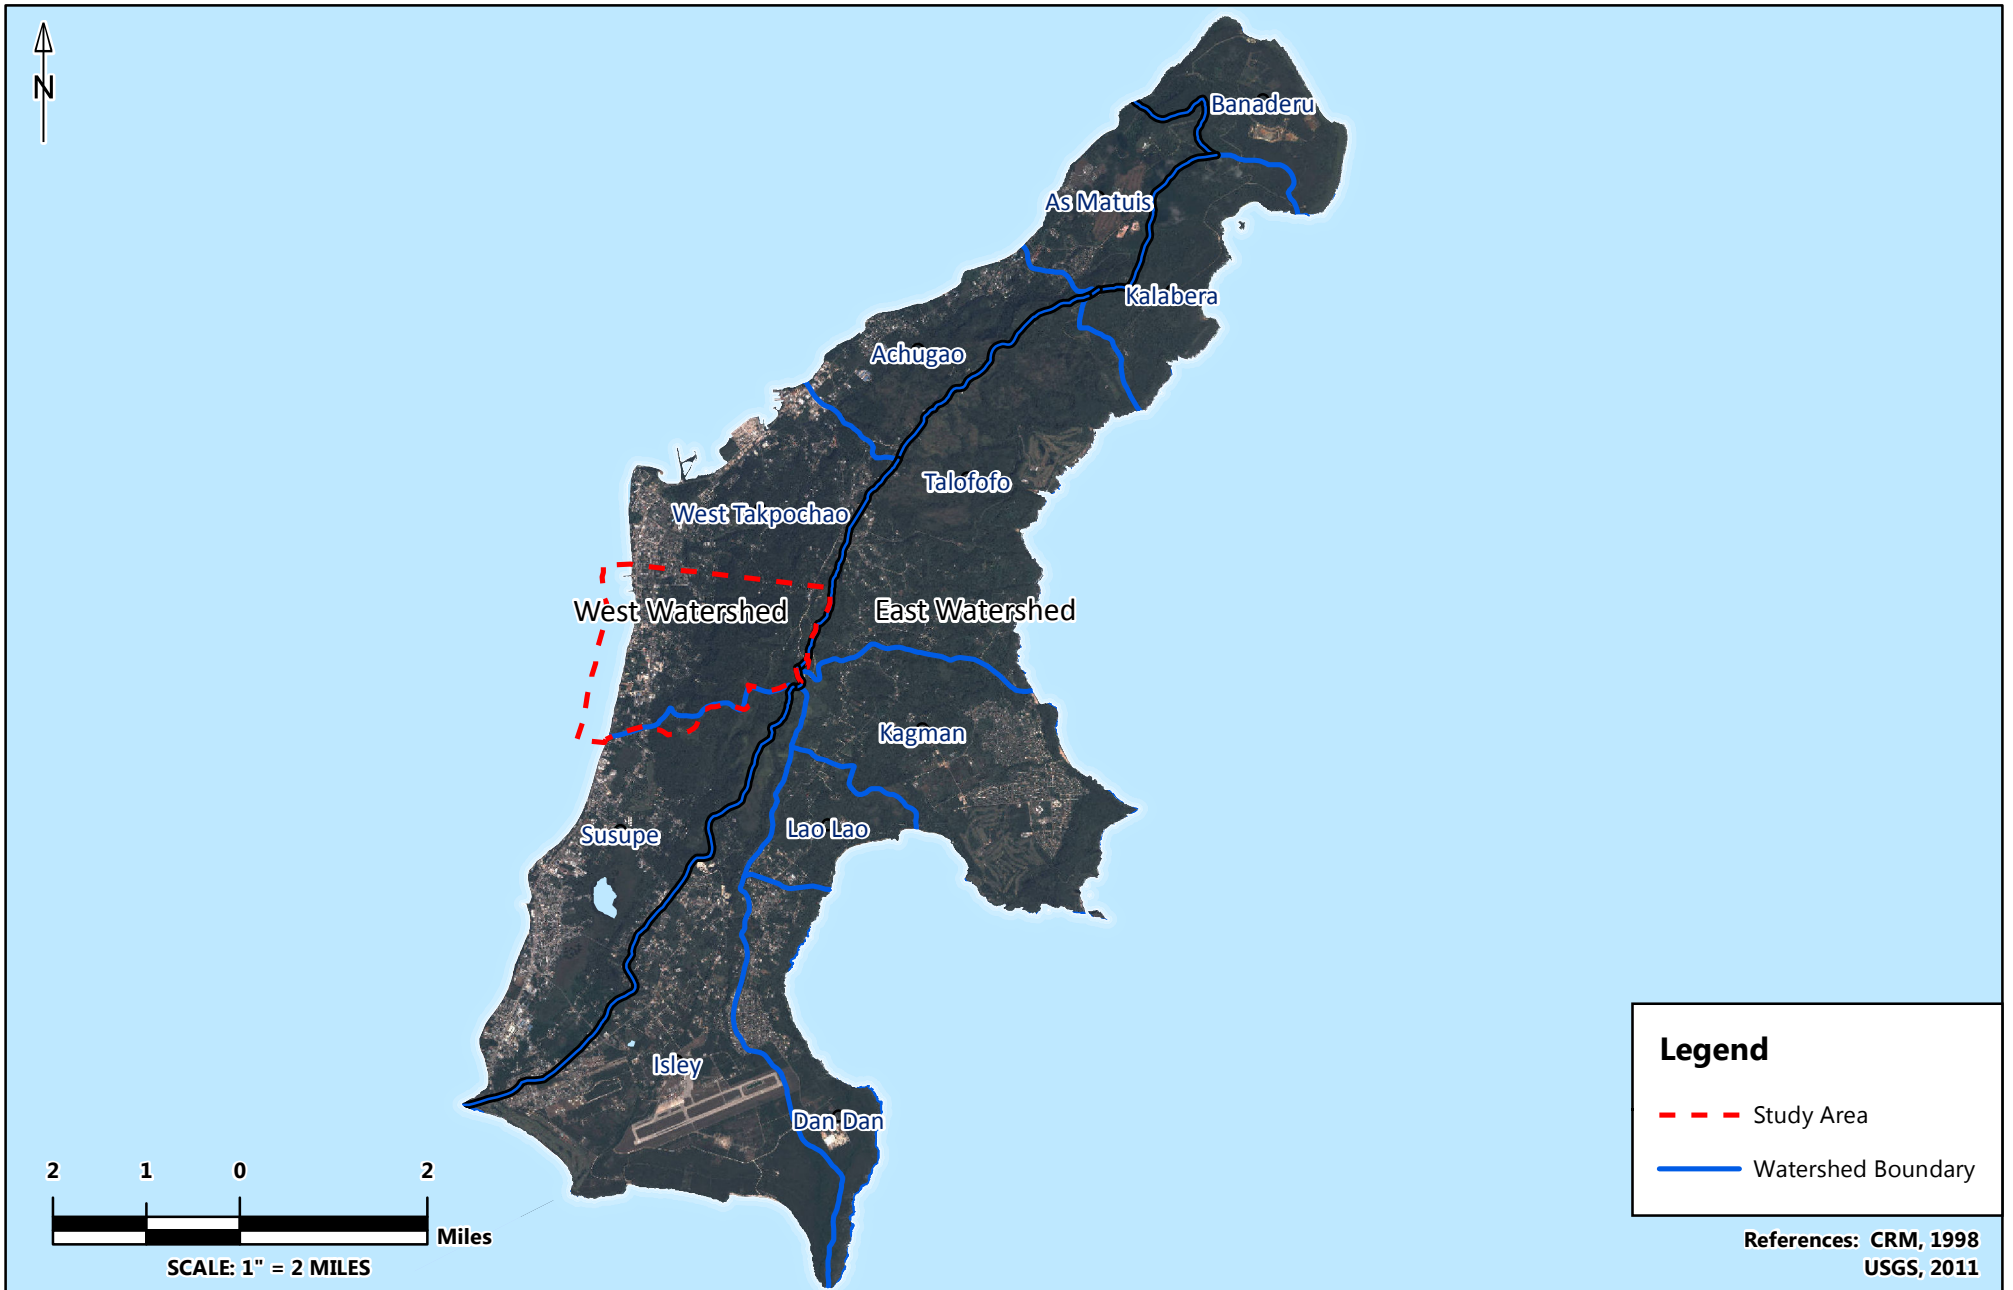 N
Banaderu
As Matuis
Kalabera
Achugao
Talofofo
West Takpochao
West Watershed
East Watershed
Kagman
Lao Lao
Susupe
Isley
Dan Dan
2 1 0 2
Miles
SCALE: 1" = 2 MILES
Legend
Study Area
Watershed Boundary
References: CRM, 1998
USGS, 2011